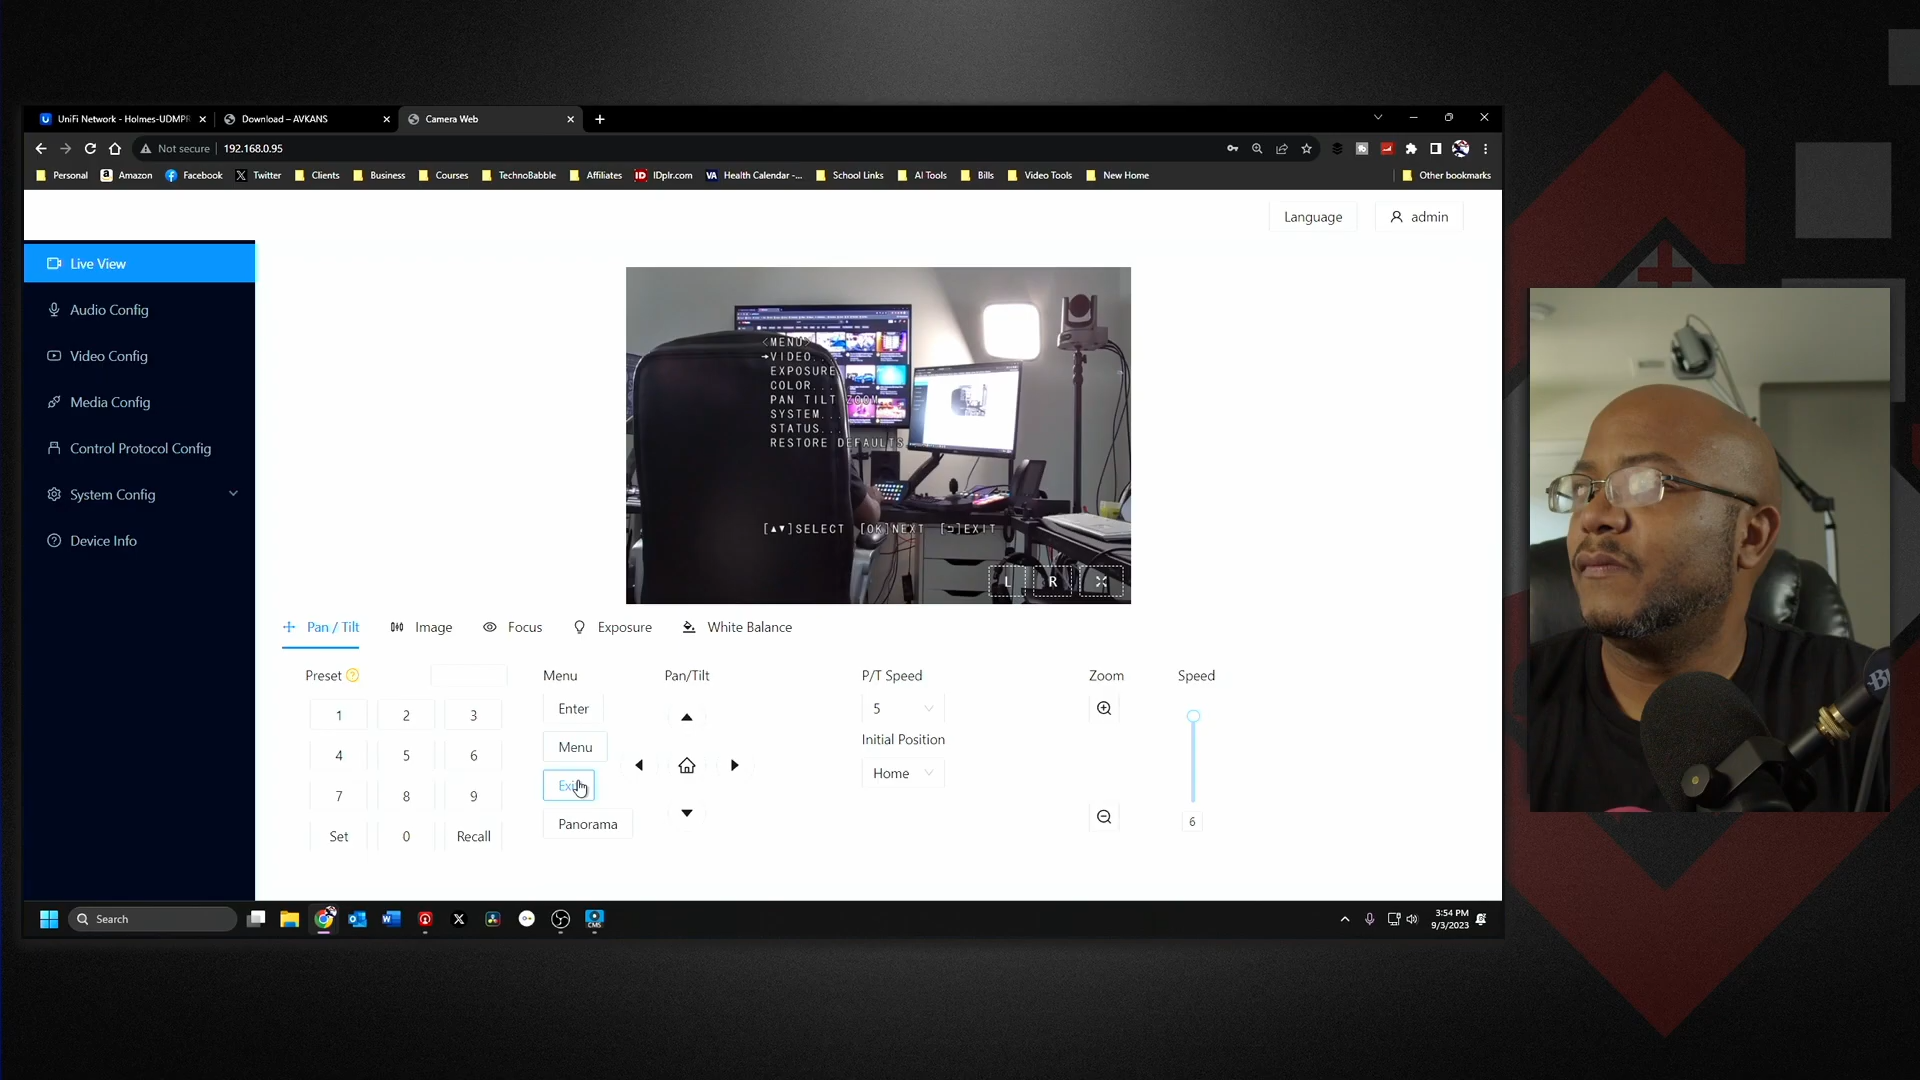 UniFi Network - Holmes-UDMPR
Download – AVKANS
Camera Web
Not secure
192.168.0.95
Personal
Amazon
Facebook
Twitter
Clients
Business
Courses
TechnoBabble
Affiliates
IDplr.com
Health Calendar -...
School Links
AI Tools
Bills
Video Tools
New Home
Other bookmarks
Language
admin
Live View
Audio Config
Video Config
Media Config
Control Protocol Config
System Config
Device Info
<MENU>
VIDEO...
EXPOSURE
COLOR...
PAN TILT ZOOM
SYSTEM...
STATUS...
RESTORE DEFAULTS
[▲▼]SELECT [OK]NEXT [⮌]EXIT
L
R
Pan / Tilt
Image
Focus
Exposure
White Balance
Preset
Menu
Pan/Tilt
P/T Speed
Zoom
Speed
1 2 3
4 5 6
7 8 9
Set 0 Recall
Enter
Menu
Exit
Panorama
5
Initial Position
Home
6
Search
CMS
3:54 PM
9/3/2023